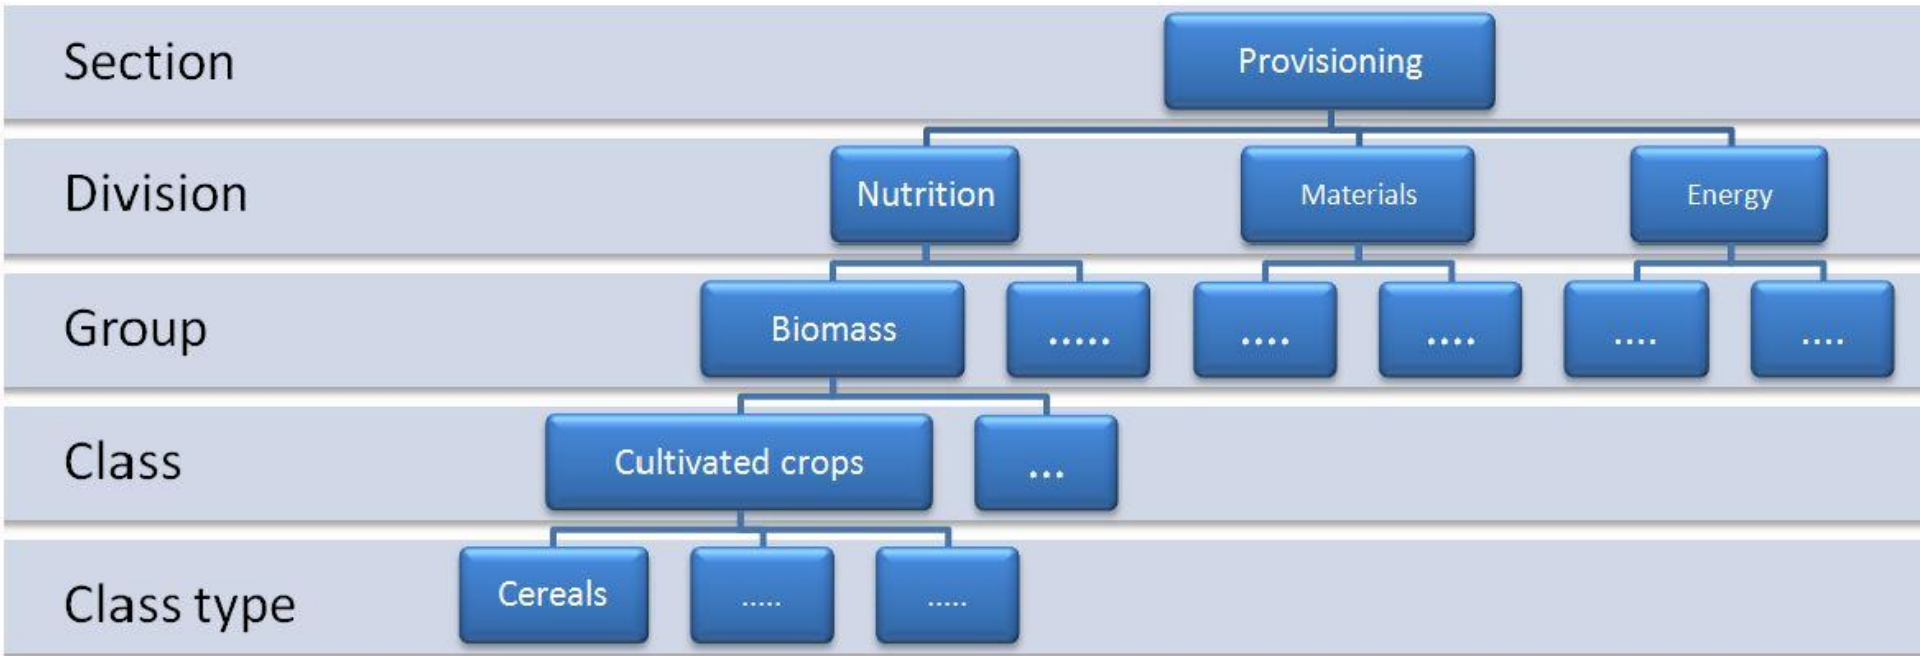 Section
Provisioning
Division
Nutrition
Materials
Energy
Group
Biomass
.....
....
....
....
....
Class
Cultivated crops
...
Class type
Cereals
.....
.....